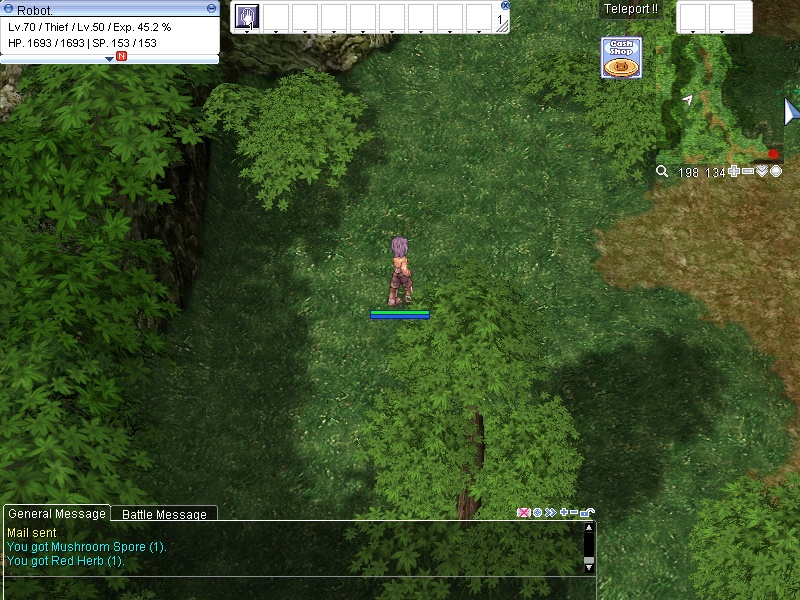 Robot
Lv.70 / Thief / Lv.50 / Exp. 45.2 %
HP. 1693 / 1693 | SP. 153 / 153
N
1
Teleport !!
Cash Shop
198 134
General Message
Battle Message
Mail sent
You got Mushroom Spore (1).
You got Red Herb (1).